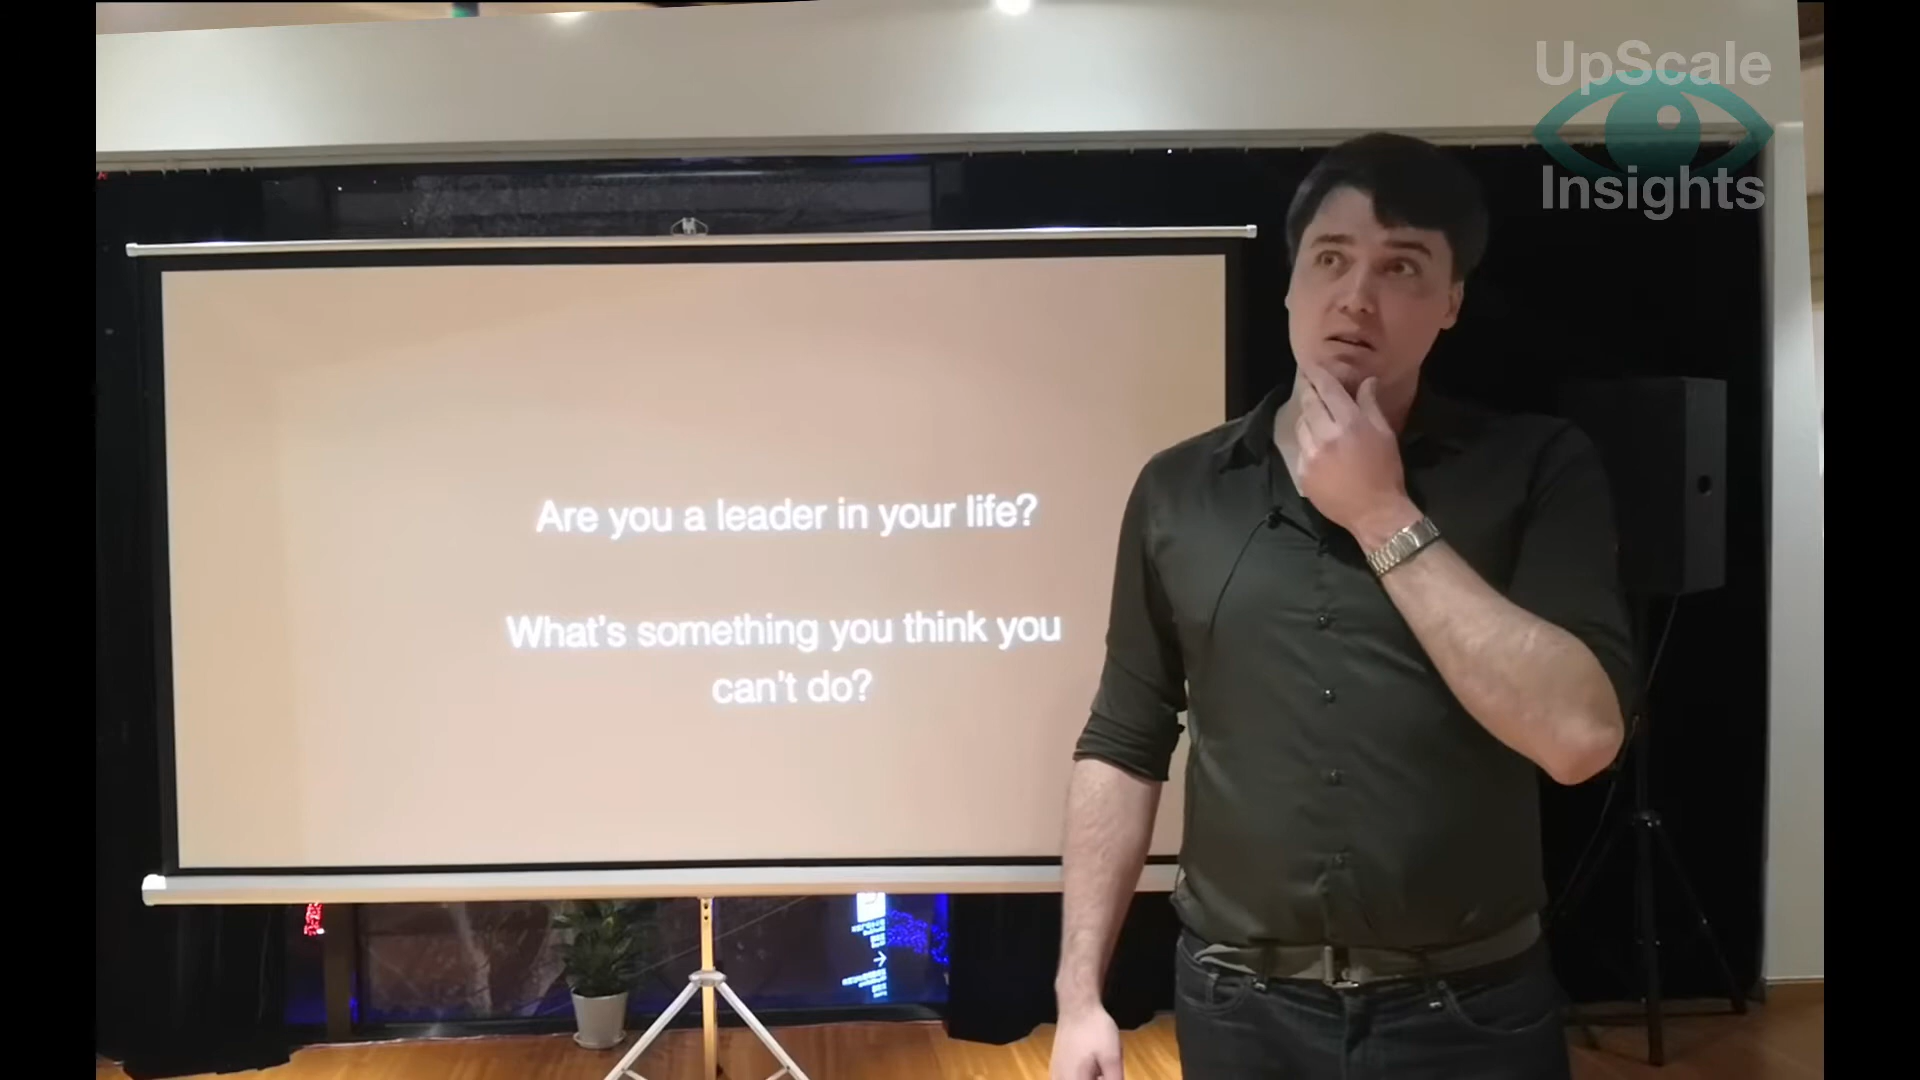 UpScale
Insights
Are you a leader in your life?
What's something you think you
can't do?